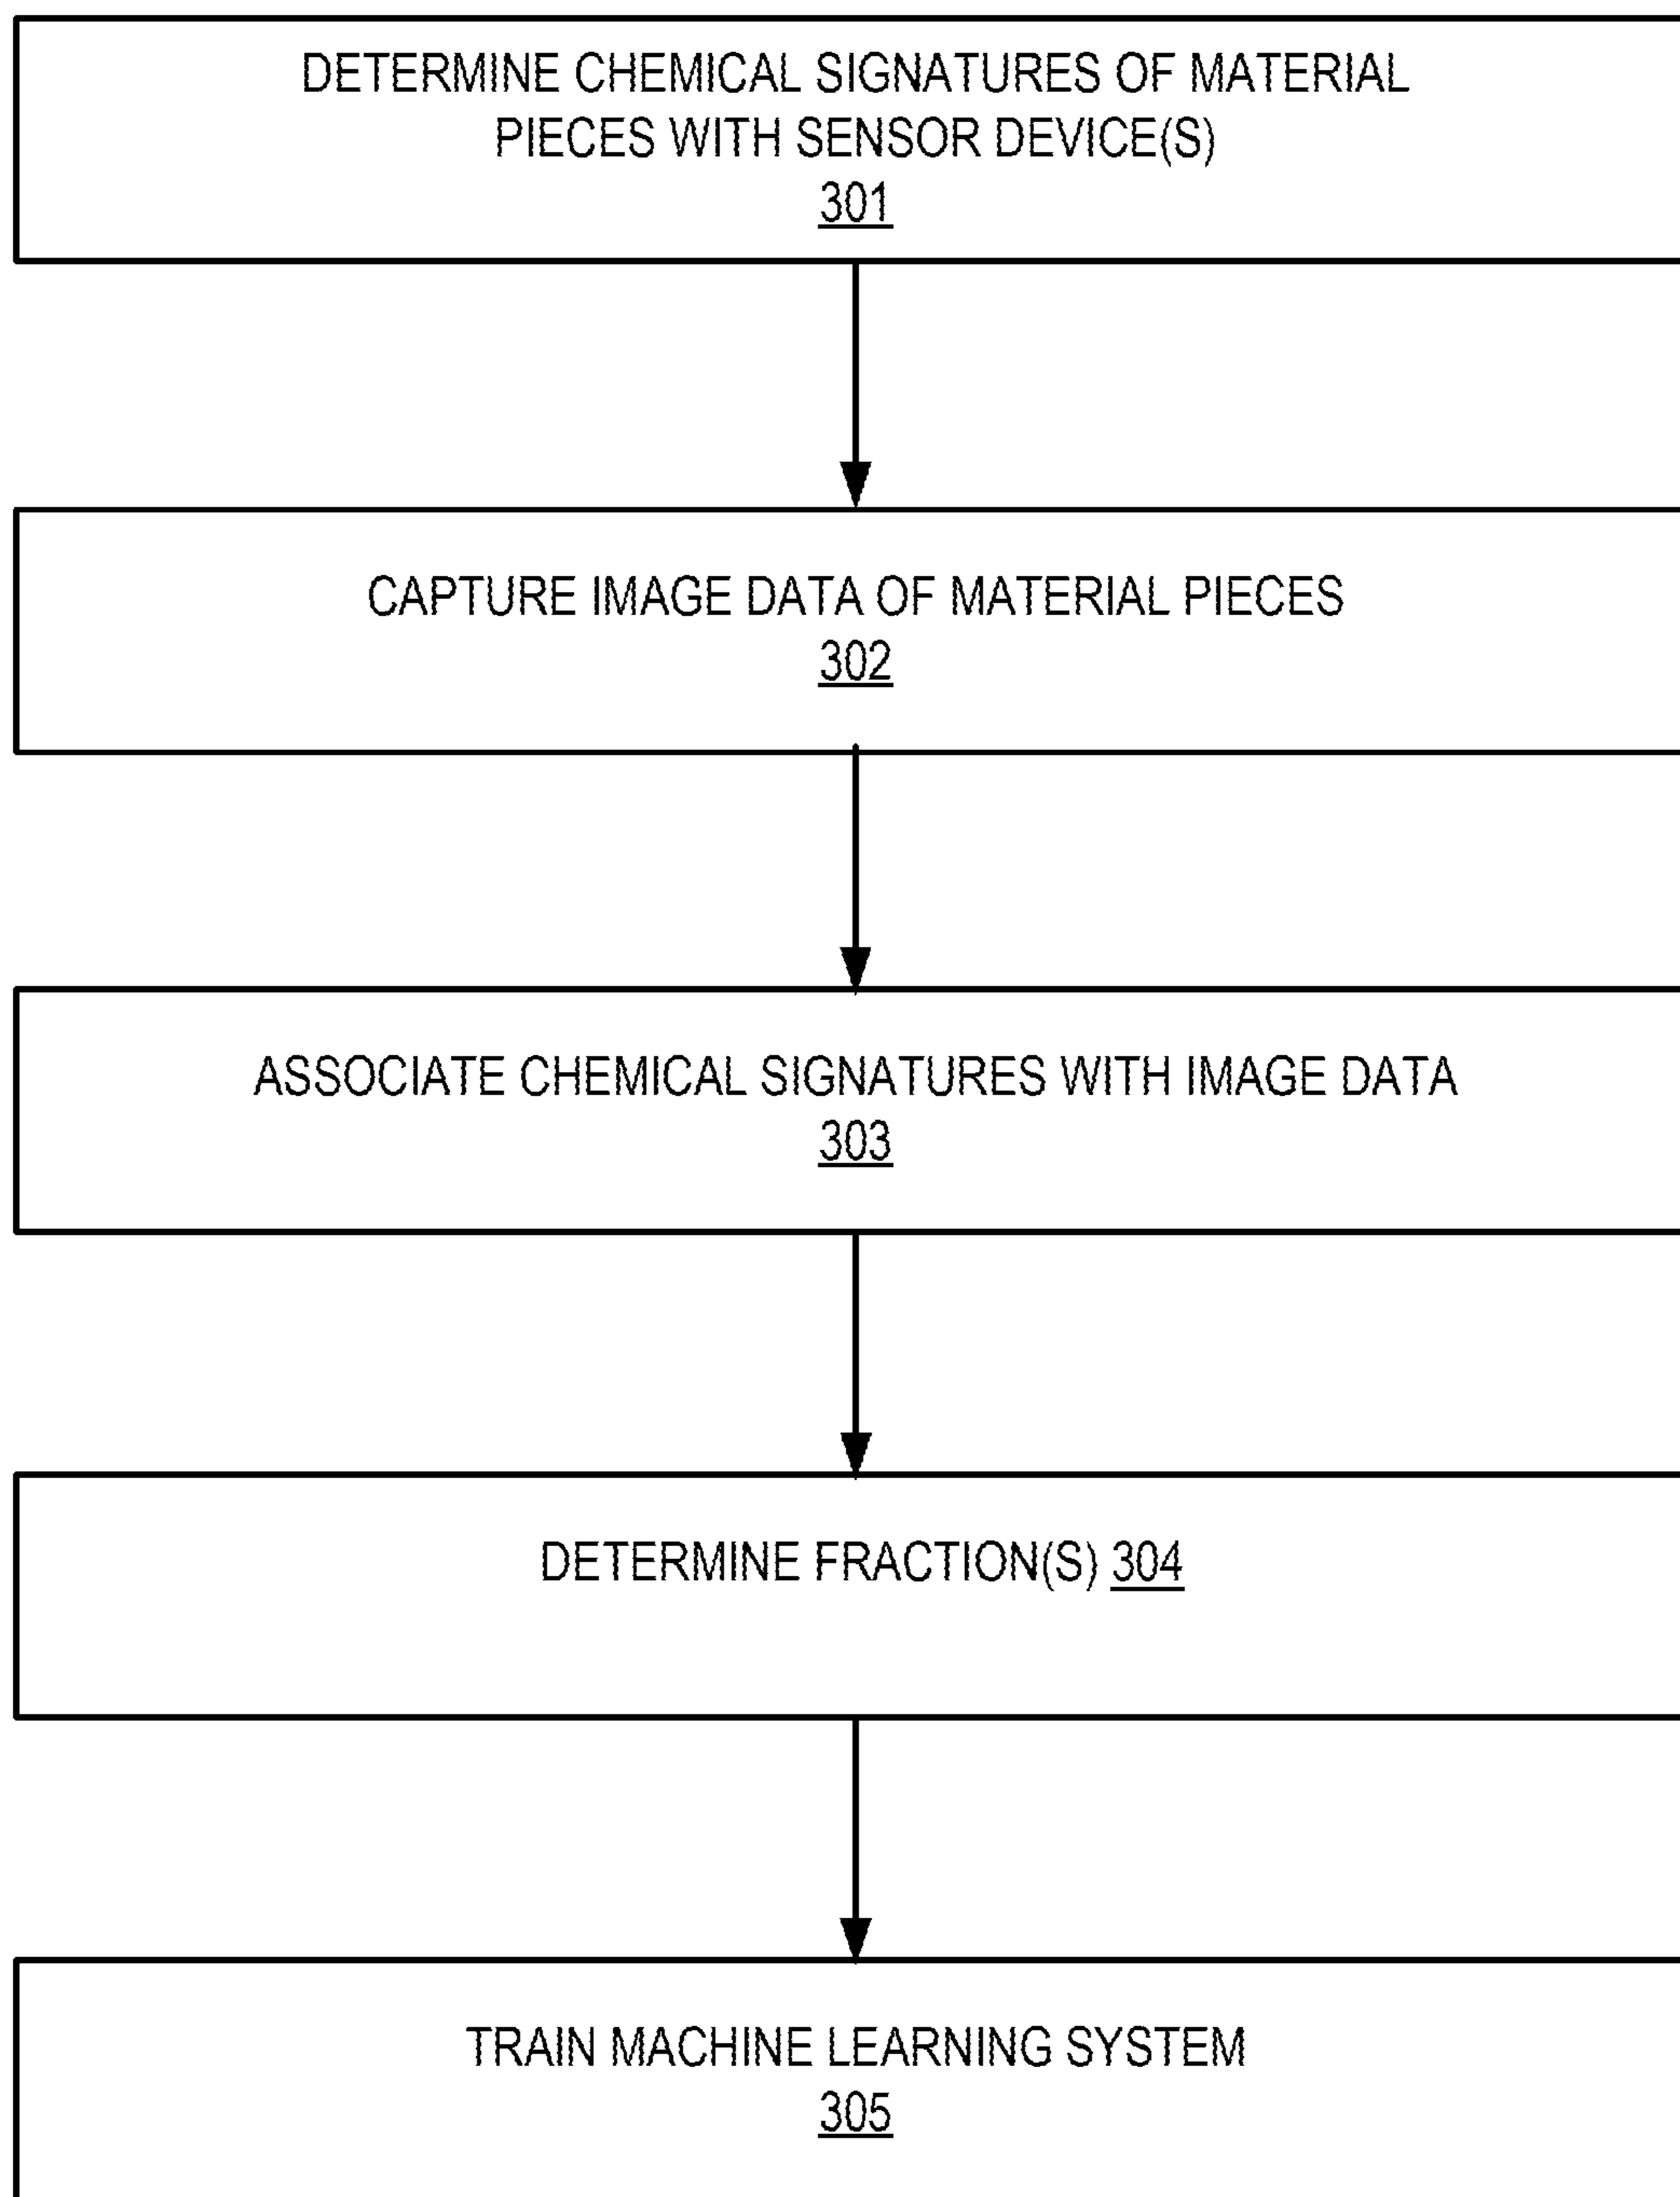 DETERMINE CHEMICAL SIGNATURES OF MATERIAL
PIECES WITH SENSOR DEVICE(S)
301
CAPTURE IMAGE DATA OF MATERIAL PIECES
302
ASSOCIATE CHEMICAL SIGNATURES WITH IMAGE DATA
303
DETERMINE FRACTION(S) 304
TRAIN MACHINE LEARNING SYSTEM
305